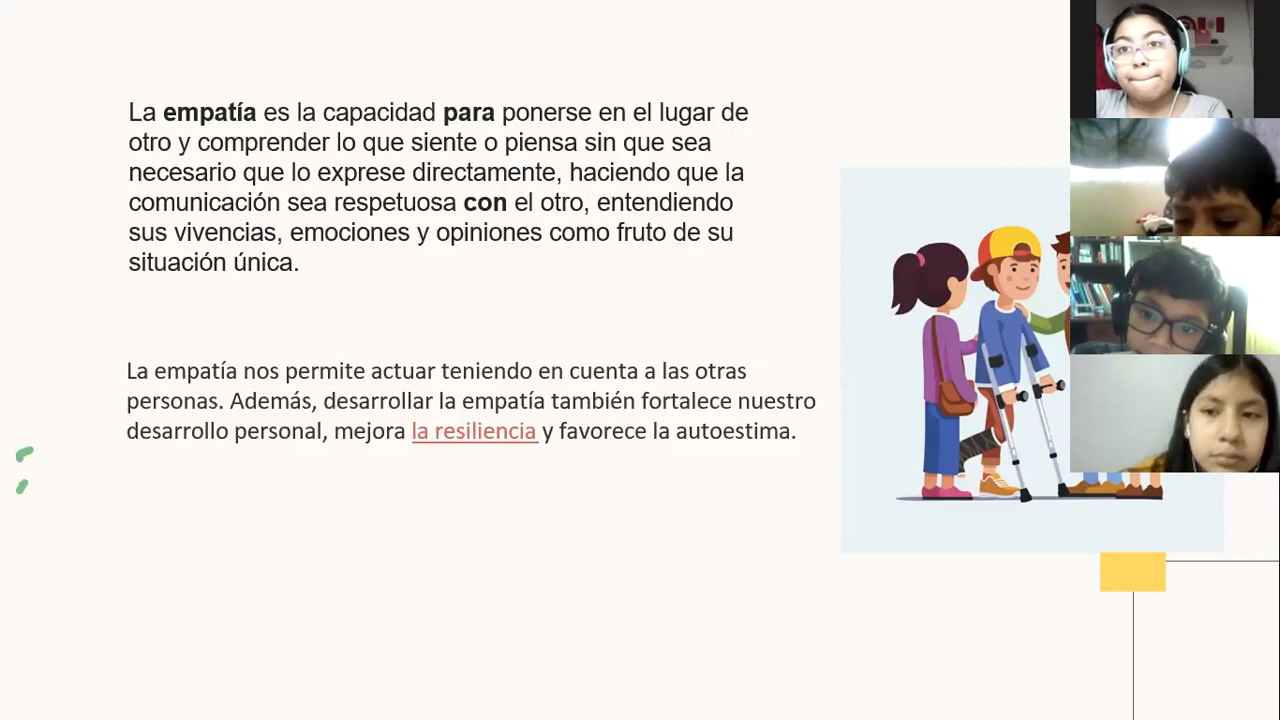 La empatía es la capacidad para ponerse en el lugar de
otro y comprender lo que siente o piensa sin que sea
necesario que lo exprese directamente, haciendo que la
comunicación sea respetuosa con el otro, entendiendo
sus vivencias, emociones y opiniones como fruto de su
situación única.
La empatía nos permite actuar teniendo en cuenta a las otras
personas. Además, desarrollar la empatía también fortalece nuestro
desarrollo personal, mejora la resiliencia y favorece la autoestima.